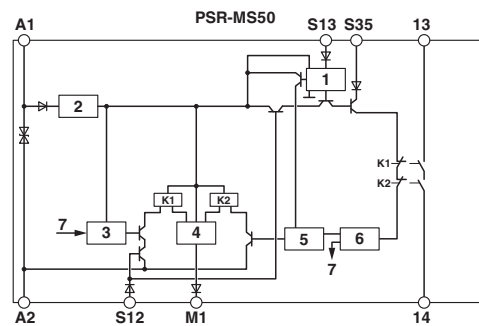 PSR-MS50
A1 S13 S35 13
1
2
K1
K2
K1 K2
7 3 4 5 6
7
A2 S12 M1 14